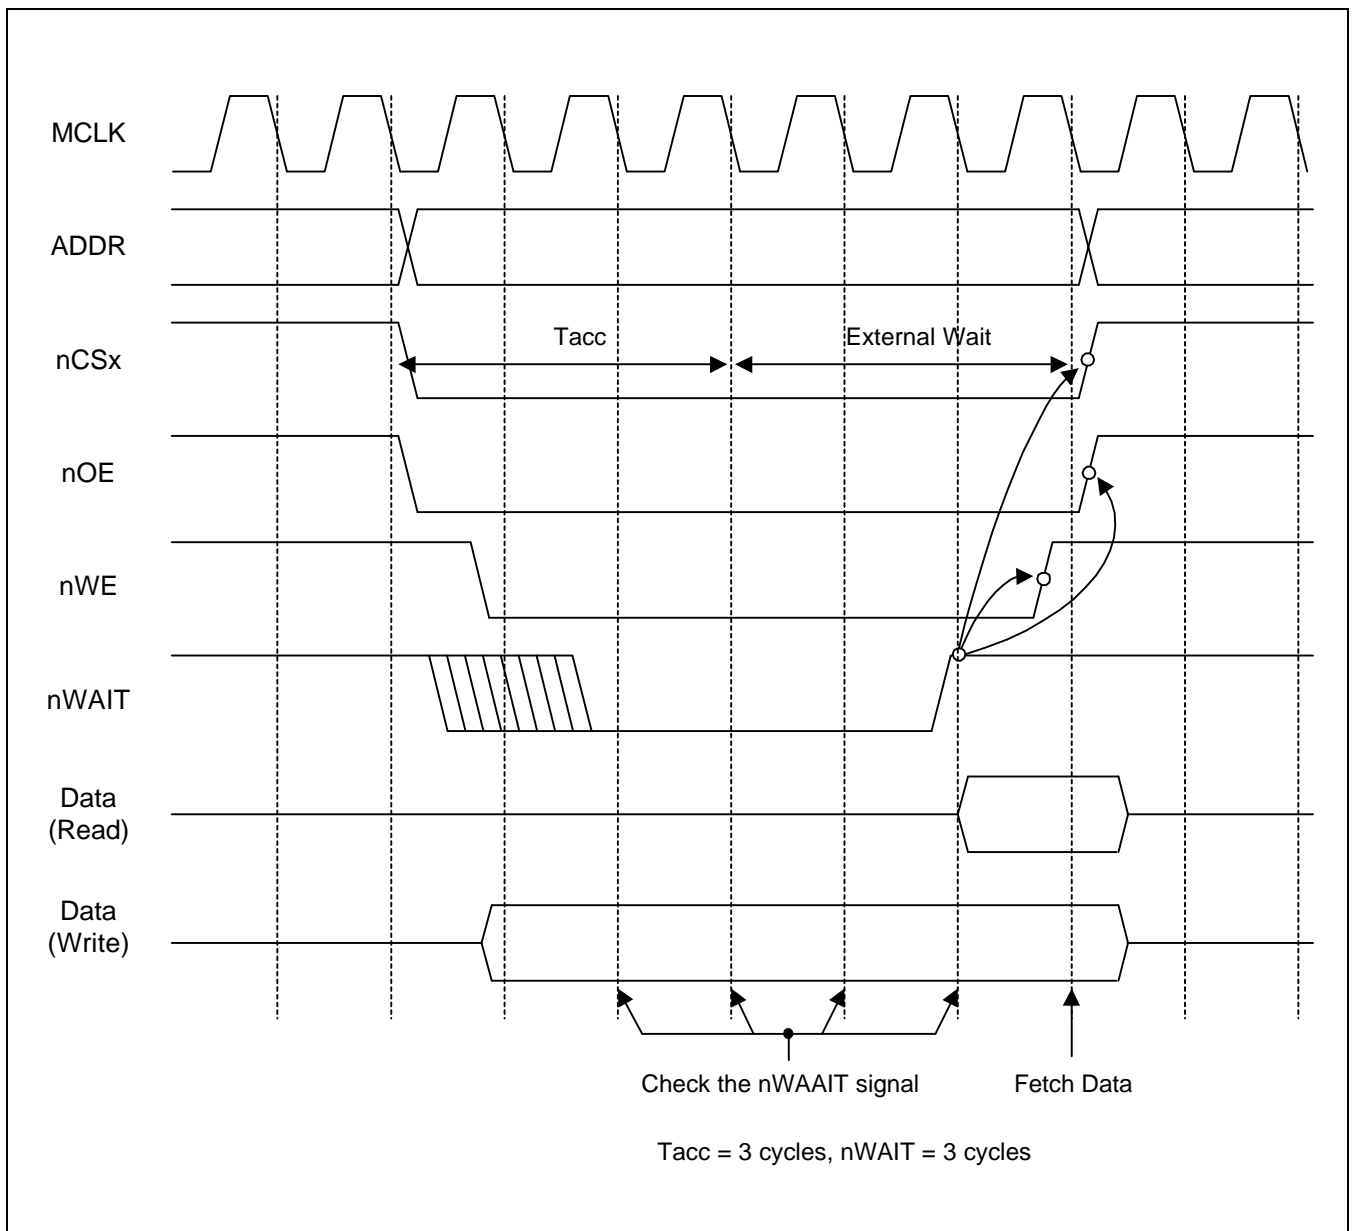 MCLK
ADDR
nCSx
Tacc
External Wait
nOE
nWE
nWAIT
Data
(Read)
Data
(Write)
Check the nWAAIT signal
Fetch Data
Tacc = 3 cycles, nWAIT = 3 cycles